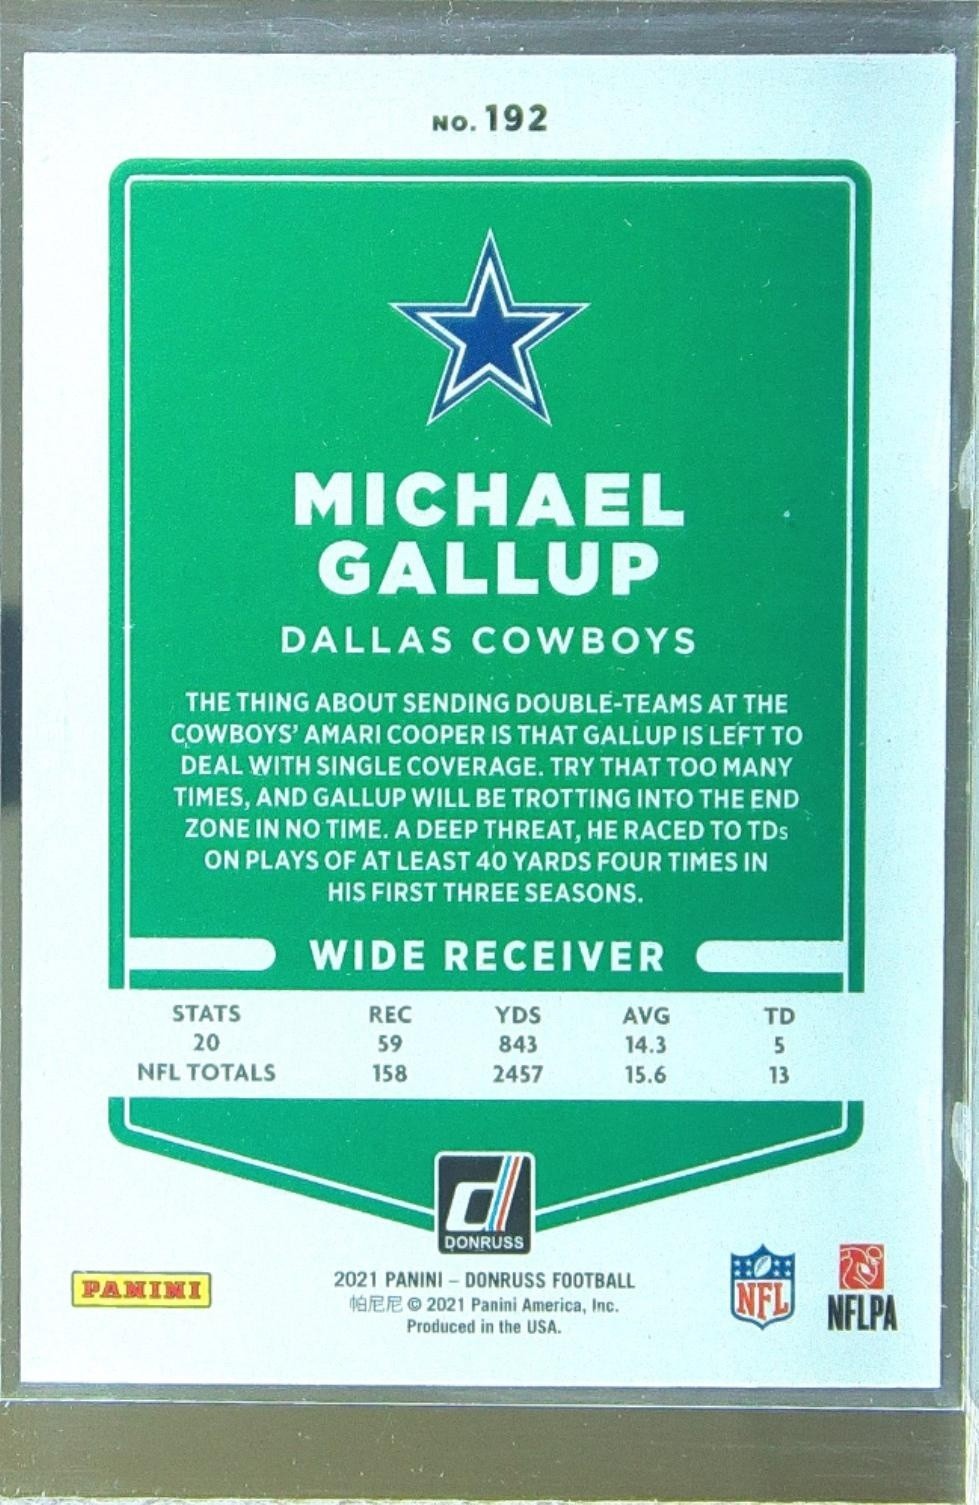 NO. 192
MICHAEL
GALLUP
DALLAS COWBOYS
THE THING ABOUT SENDING DOUBLE-TEAMS AT THE
COWBOYS' AMARI COOPER IS THAT GALLUP IS LEFT TO
DEAL WITH SINGLE COVERAGE. TRY THAT TOO MANY
TIMES, AND GALLUP WILL BE TROTTING INTO THE END
ZONE IN NO TIME. A DEEP THREAT, HE RACED TO TDs
ON PLAYS OF AT LEAST 40 YARDS FOUR TIMES IN
HIS FIRST THREE SEASONS.
WIDE RECEIVER
STATS REC YDS AVG TD
20 59 843 14.3 5
NFL TOTALS 158 2457 15.6 13
d
DONRUSS
PANINI
2021 PANINI – DONRUSS FOOTBALL
帕尼尼 © 2021 Panini America, Inc.
Produced in the USA.
NFL
NFLPA